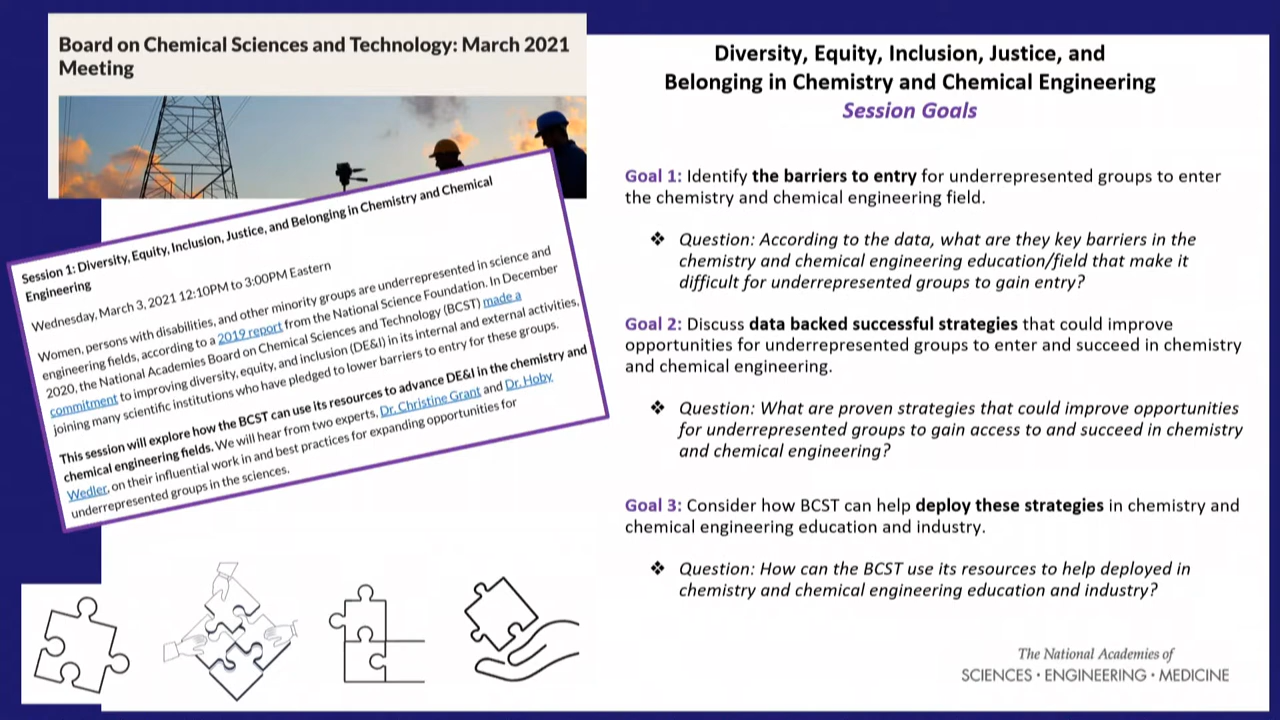 Board on Chemical Sciences and Technology: March 2021
Meeting
Session 1: Diversity, Equity, Inclusion, Justice, and Belonging in Chemistry and Chemical
Engineering
Wednesday, March 3, 2021 12:10PM to 3:00PM Eastern
Women, persons with disabilities, and other minority groups are underrepresented in science and
engineering fields, according to a 2019 report from the National Science Foundation. In December
2020, the National Academies Board on Chemical Sciences and Technology (BCST) made a
commitment to improving diversity, equity, and inclusion (DE&I) in its internal and external activities,
joining many scientific institutions who have pledged to lower barriers to entry for these groups.
This session will explore how the BCST can use its resources to advance DE&I in the chemistry and
chemical engineering fields. We will hear from two experts, Dr. Christine Grant and Dr. Hoby
Wedler, on their influential work in and best practices for expanding opportunities for
underrepresented groups in the sciences.
Diversity, Equity, Inclusion, Justice, and
Belonging in Chemistry and Chemical Engineering
Session Goals
Goal 1: Identify the barriers to entry for underrepresented groups to enter
the chemistry and chemical engineering field.
❖ Question: According to the data, what are they key barriers in the
chemistry and chemical engineering education/field that make it
difficult for underrepresented groups to gain entry?
Goal 2: Discuss data backed successful strategies that could improve
opportunities for underrepresented groups to enter and succeed in chemistry
and chemical engineering.
❖ Question: What are proven strategies that could improve opportunities
for underrepresented groups to gain access to and succeed in chemistry
and chemical engineering?
Goal 3: Consider how BCST can help deploy these strategies in chemistry and
chemical engineering education and industry.
❖ Question: How can the BCST use its resources to help deployed in
chemistry and chemical engineering education and industry?
The National Academies of
SCIENCES • ENGINEERING • MEDICINE